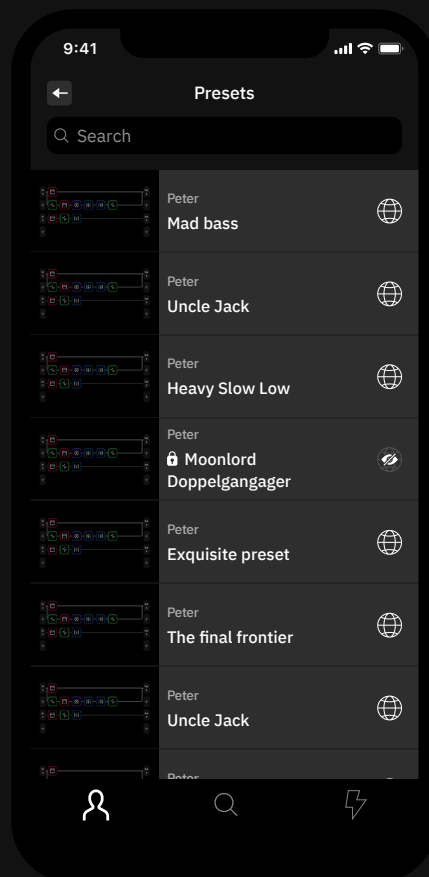 9:41
Presets
Search
Peter
Mad bass
Peter
Uncle Jack
Peter
Heavy Slow Low
Peter
Moonlord
Doppelgangager
Peter
Exquisite preset
Peter
The final frontier
Peter
Uncle Jack
Peter